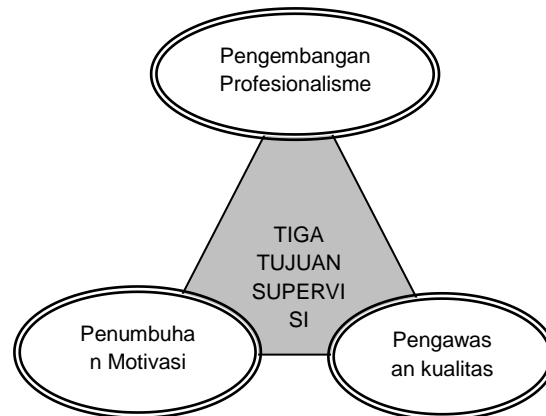 Pengembangan
Profesionalisme
TIGA
TUJUAN
SUPERVI
SI
Penumbuha
n Motivasi
Pengawas
an kualitas